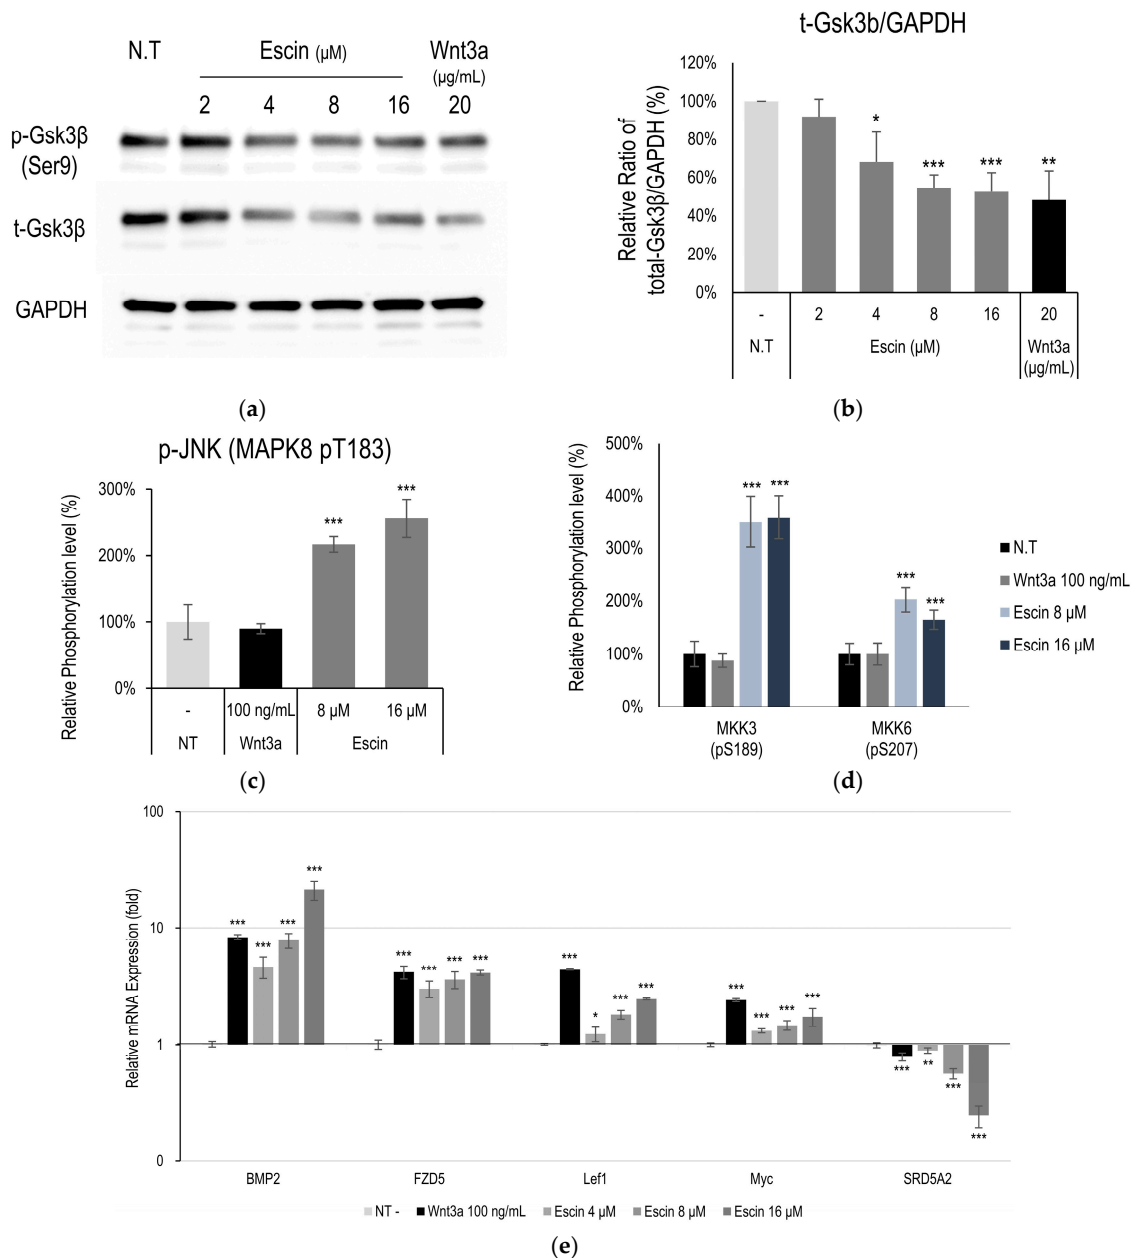 N.T Escin (μM) Wnt3a
(μg/mL)
2 4 8 16 20
p-Gsk3β
(Ser9)
t-Gsk3β
GAPDH
(a)
t-Gsk3b/GAPDH
Relative Ratio of
total-Gsk3β/GAPDH (%)
120%
100%
80%
60%
40%
20%
0%
* *** *** **
- 2 4 8 16 20
N.T Escin (μM) Wnt3a
(μg/mL)
(b)
p-JNK (MAPK8 pT183)
Relative Phosphorylation level (%)
300%
200%
100%
0%
*** ***
- 100 ng/mL 8 μM 16 μM
NT Wnt3a Escin
(c)
Relative Phosphorylation level (%)
500%
400%
300%
200%
100%
0%
*** *** *** ***
MKK3 MKK6
(pS189) (pS207)
N.T
Wnt3a 100 ng/mL
Escin 8 μM
Escin 16 μM
(d)
Relative mRNA Expression (fold)
100
10
1
0
*** *** *** *** *** *** *** *** *** * *** *** *** *** *** *** *** ** *** ***
BMP2 FZD5 Lef1 Myc SRD5A2
NT - Wnt3a 100 ng/mL Escin 4 μM Escin 8 μM Escin 16 μM
(e)